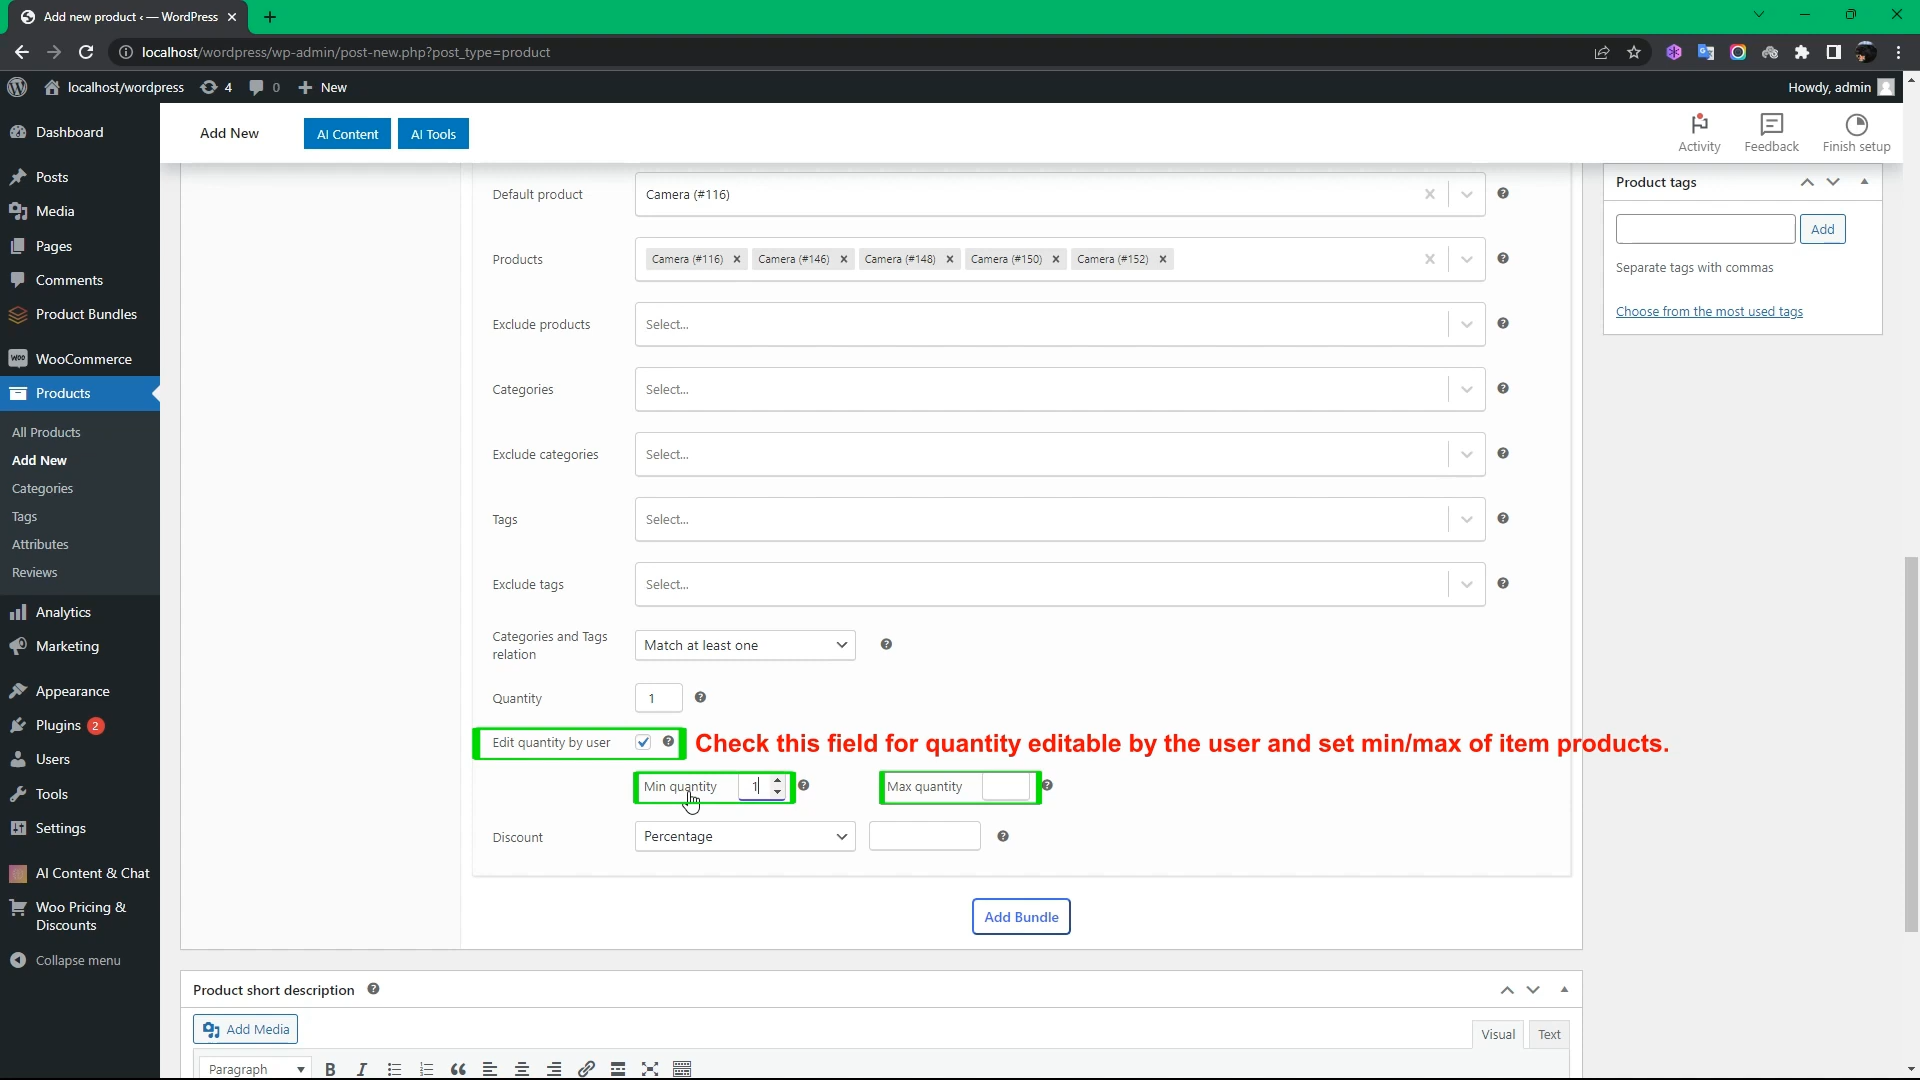 Add new product ‹ — WordPress
localhost/wordpress/wp-admin/post-new.php?post_type=product
localhost/wordpress 4 0 New
Howdy, admin
Dashboard
Posts
Media
Pages
Comments
Product Bundles
WooCommerce
Products
All Products
Add New
Categories
Tags
Attributes
Reviews
Analytics
Marketing
Appearance
Plugins 2
Users
Tools
Settings
AI Content & Chat
Woo Pricing &
Discounts
Collapse menu
Add New AI Content AI Tools
Activity Feedback Finish setup
Default product Camera (#116)
Products Camera (#116) Camera (#146) Camera (#148) Camera (#150) Camera (#152)
Exclude products Select...
Categories Select...
Exclude categories Select...
Tags Select...
Exclude tags Select...
Categories and Tags
relation Match at least one
Quantity 1
Edit quantity by user Check this field for quantity editable by the user and set min/max of item products.
Min quantity 1 Max quantity
Discount Percentage
Add Bundle
Product tags
Add
Separate tags with commas
Choose from the most used tags
Product short description
Add Media
Visual Text
Paragraph